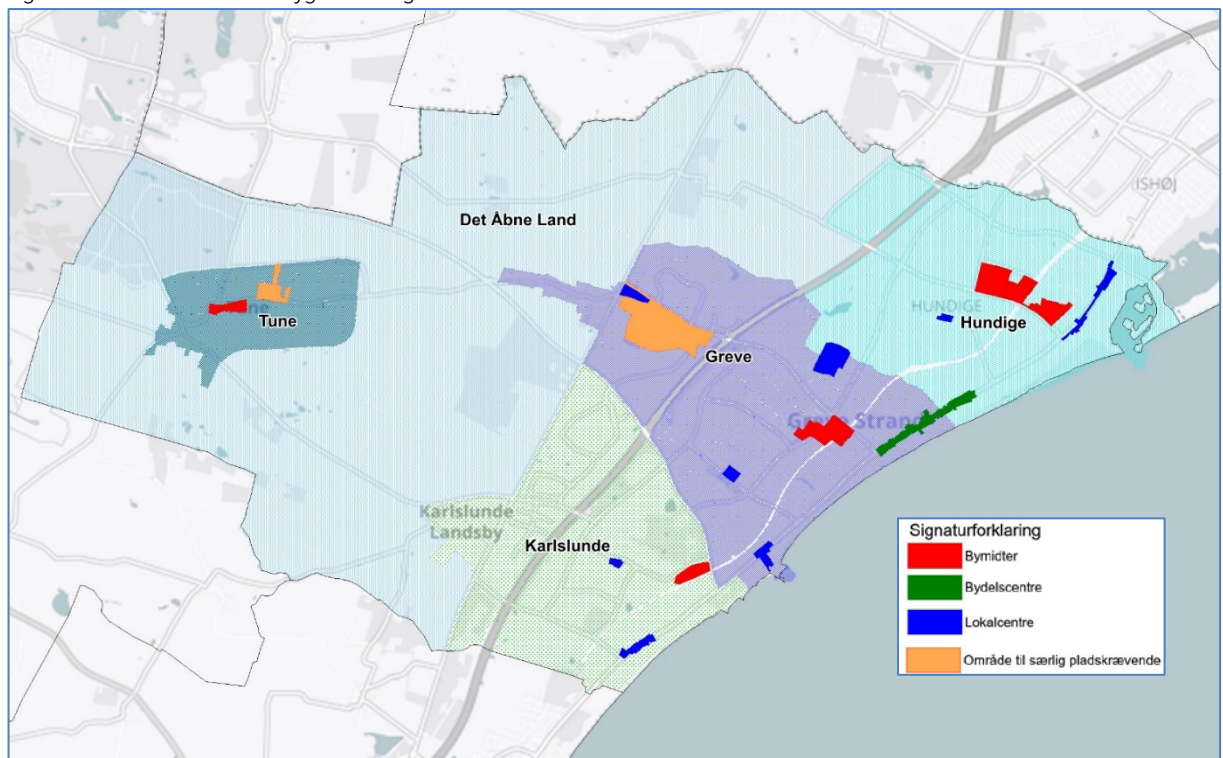 Det Åbne Land
ISHØJ
HUNDIGE
Hundige
Tune
Greve
Greve Strand
Karlslunde
Landsby
Karlslunde
Signaturforklaring
Bymidter
Bydelscentre
Lokalcentre
Område til særlig pladskrævende